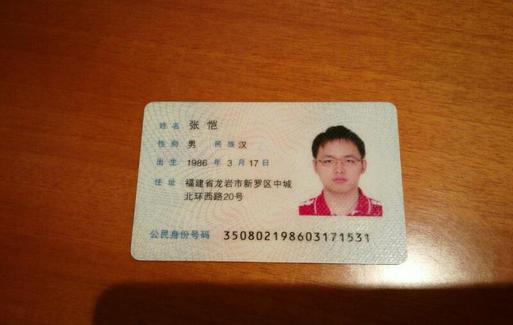 姓名 张恺
性别 男 民族 汉
出生 1986 年 3 月 17 日
住址 福建省龙岩市新罗区中城
北环西路20号
公民身份号码 350802198603171531